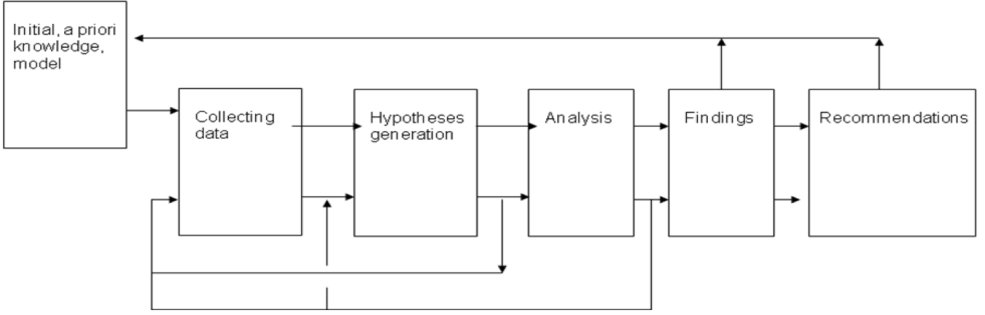 Initial, a priori
knowledge,
model
Collecting
data
Hypotheses
generation
Analysis
Findings
Recommendations